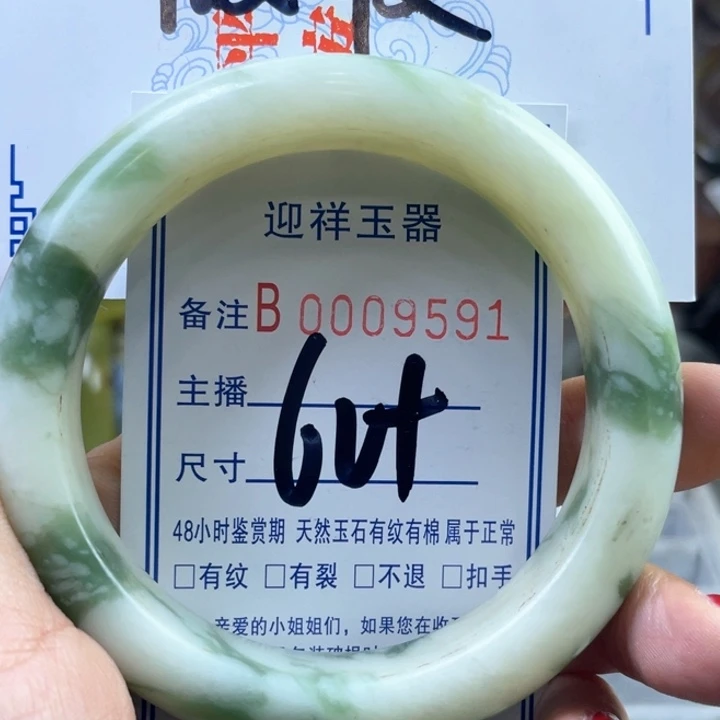 迎祥玉器
备注 B 0009591
主播
尺寸
64
48小时鉴赏期 天然玉石有纹有棉 属于正常
□有纹 □有裂 □不退 □扣手
亲爱的小姐姐们，如果您在收